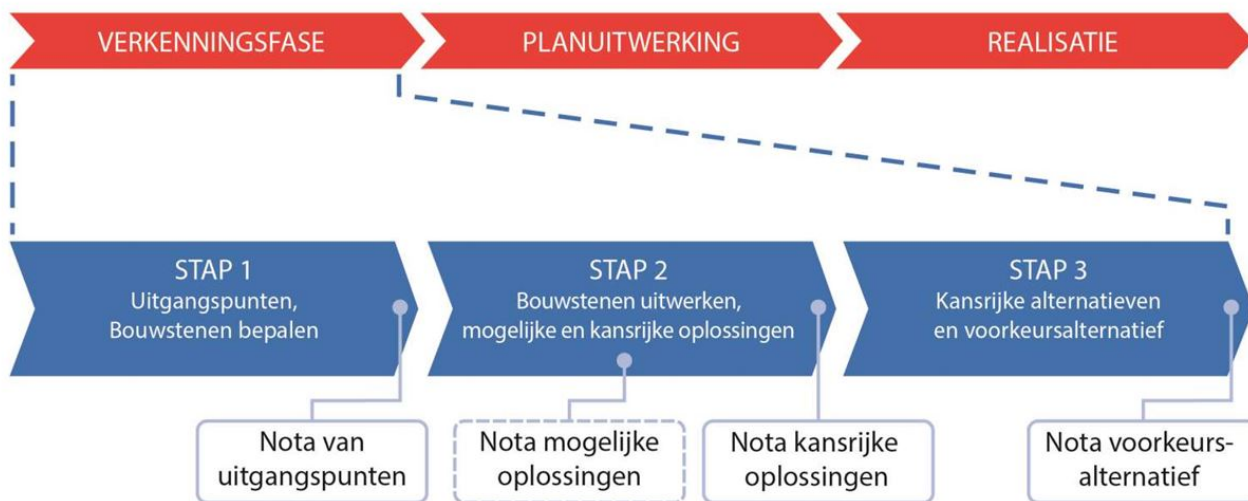 VERKENNINGSFASE
PLANUITWERKING
REALISATIE
STAP 1
Uitgangspunten,
Bouwstenen bepalen
STAP 2
Bouwstenen uitwerken,
mogelijke en kansrijke oplossingen
STAP 3
Kansrijke alternatieven
en voorkeursalternatief
Nota van
uitgangspunten
Nota mogelijke
oplossingen
Nota kansrijke
oplossingen
Nota voorkeurs-
alternatief